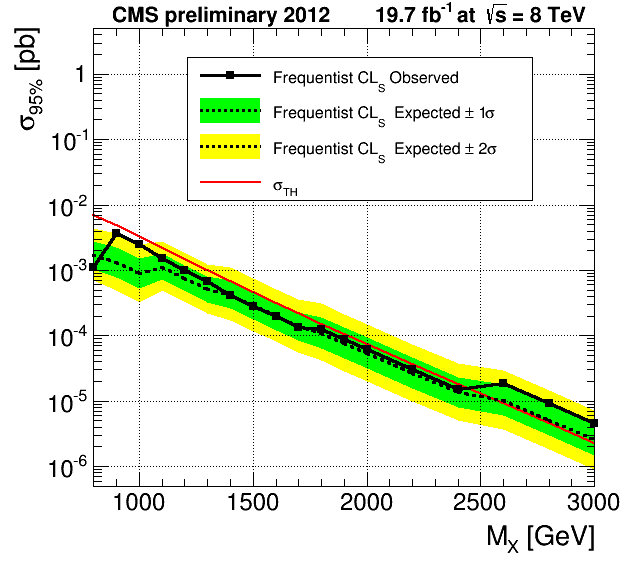 CMS preliminary 2012 19.7 fb⁻¹ at √s = 8 TeV
σ95% [pb]
Frequentist CLS Observed
Frequentist CLS Expected ± 1σ
Frequentist CLS Expected ± 2σ
σTH
1
10⁻¹
10⁻²
10⁻³
10⁻⁴
10⁻⁵
10⁻⁶
1000 1500 2000 2500 3000
MX [GeV]